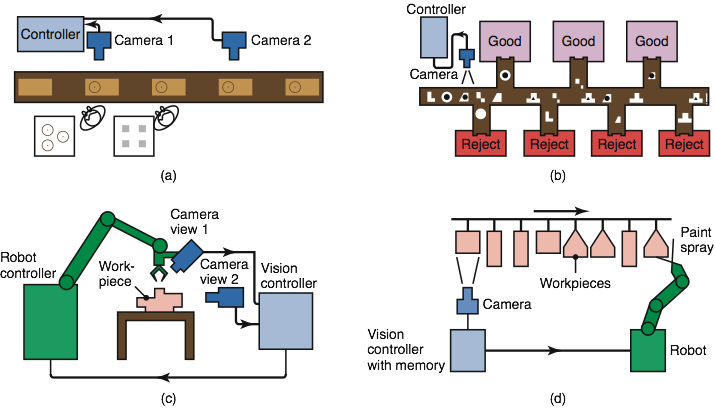 Controller
Camera 1
Camera 2
(a)
Controller
Camera
Good
Good
Good
Reject
Reject
Reject
Reject
(b)
Robot
controller
Work-
piece
Camera
view 1
Camera
view 2
Vision
controller
(c)
Camera
Vision
controller
with memory
Workpieces
Paint
spray
Robot
(d)